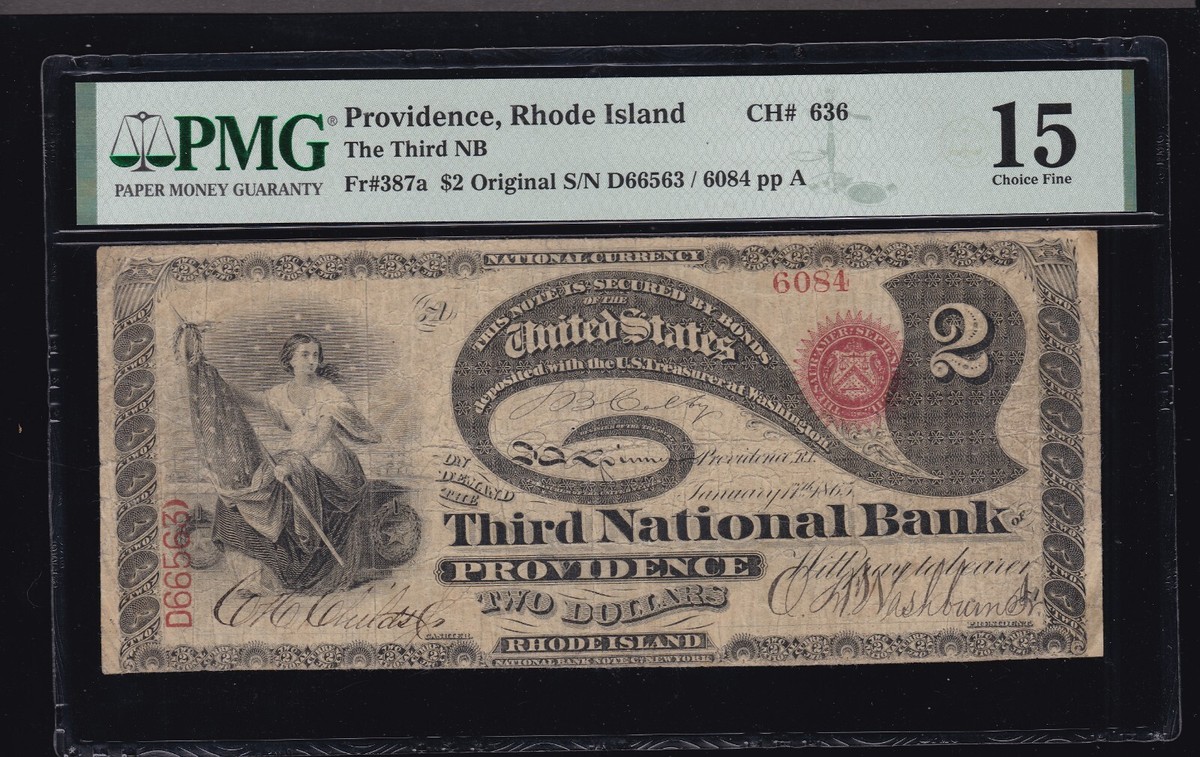 PMG®
PAPER MONEY GUARANTY
Providence, Rhode Island CH# 636
The Third NB
Fr#387a $2 Original S/N D66563 / 6084 pp A
15
Choice Fine
NATIONAL CURRENCY
6084
A
THIS NOTE IS SECURED BY BONDS
OF THE
United States
deposited with the U.S. Treasurer at Washington
2
Providence, R.I.
January 17th 1865
ON
DEMAND
THE
Third National Bank of
PROVIDENCE
Will pay bearer
TWO DOLLARS
CASHIER.
PRESIDENT.
RHODE ISLAND
NATIONAL BANK NOTE CO. NEW YORK
D66563
TWO